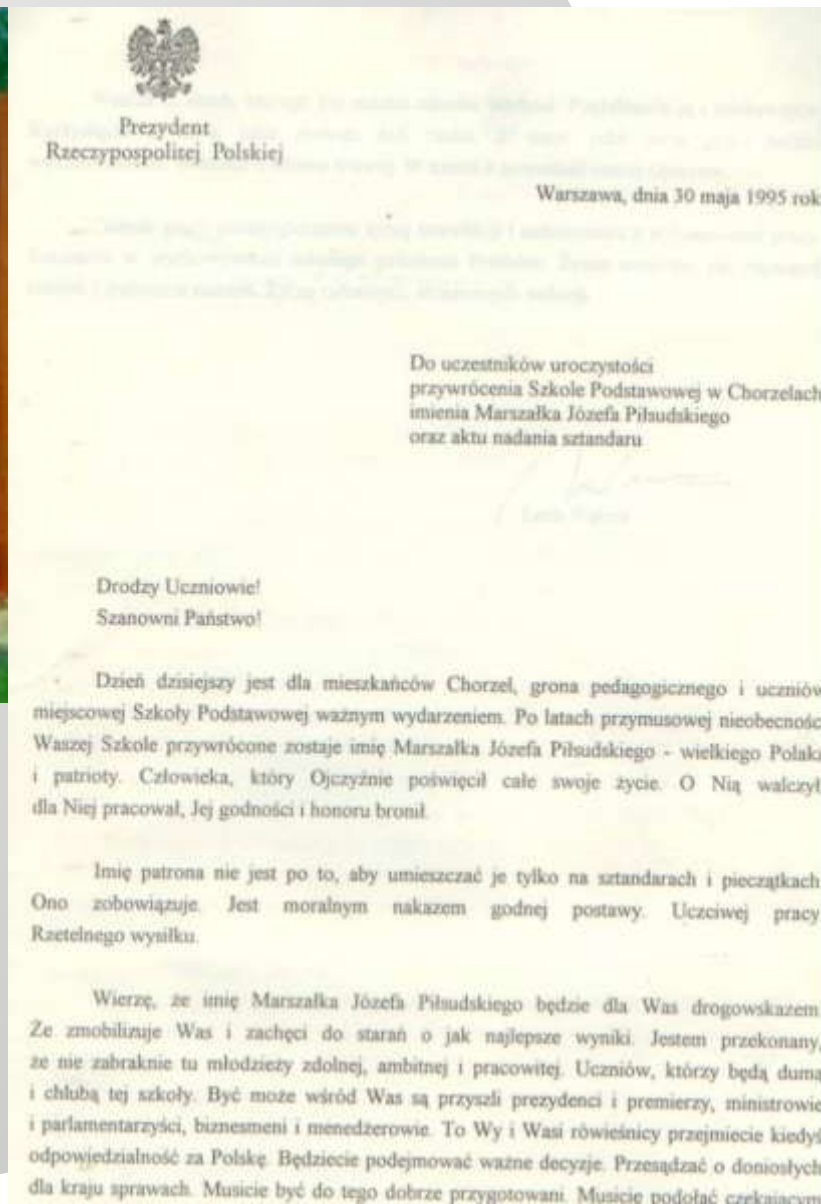 Prezydent
Rzeczypospolitej Polskiej
Warszawa, dnia 30 maja 1995 rok
Do uczestników uroczystości
przywrócenia Szkole Podstawowej w Chorzelach
imienia Marszałka Józefa Piłsudskiego
oraz aktu nadania sztandaru
Drodzy Uczniowie!
Szanowni Państwo!
Dzień dzisiejszy jest dla mieszkańców Chorzel, grona pedagogicznego i uczniów
miejscowej Szkoły Podstawowej ważnym wydarzeniem. Po latach przymusowej nieobecnośc
Waszej Szkole przywrócone zostaje imię Marszałka Józefa Piłsudskiego - wielkiego Polaka
i patrioty. Człowieka, który Ojczyźnie poświęcił całe swoje życie. O Nią walczył
dla Niej pracował, Jej godności i honoru bronił.
Imię patrona nie jest po to, aby umieszczać je tylko na sztandarach i pieczątkach
Ono zobowiązuje. Jest moralnym nakazem godnej postawy. Uczciwej pracy
Rzetelnego wysiłku.
Wierzę, że imię Marszałka Józefa Piłsudskiego będzie dla Was drogowskazem
Że zmobilizuje Was i zachęci do starań o jak najlepsze wyniki. Jestem przekonany,
że nie zabraknie tu młodzieży zdolnej, ambitnej i pracowitej. Uczniów, którzy będą dumą
i chlubą tej szkoły. Być może wśród Was są przyszli prezydenci i premierzy, ministrowie
i parlamentarzyści, biznesmeni i menedżerowie. To Wy i Wasi rówieśnicy przejmiecie kiedyś
odpowiedzialność za Polskę. Będziecie podejmować ważne decyzje. Przesądzać o doniosłych
dla kraju sprawach. Musicie być do tego dobrze przygotowani. Musicie podołać czekającym